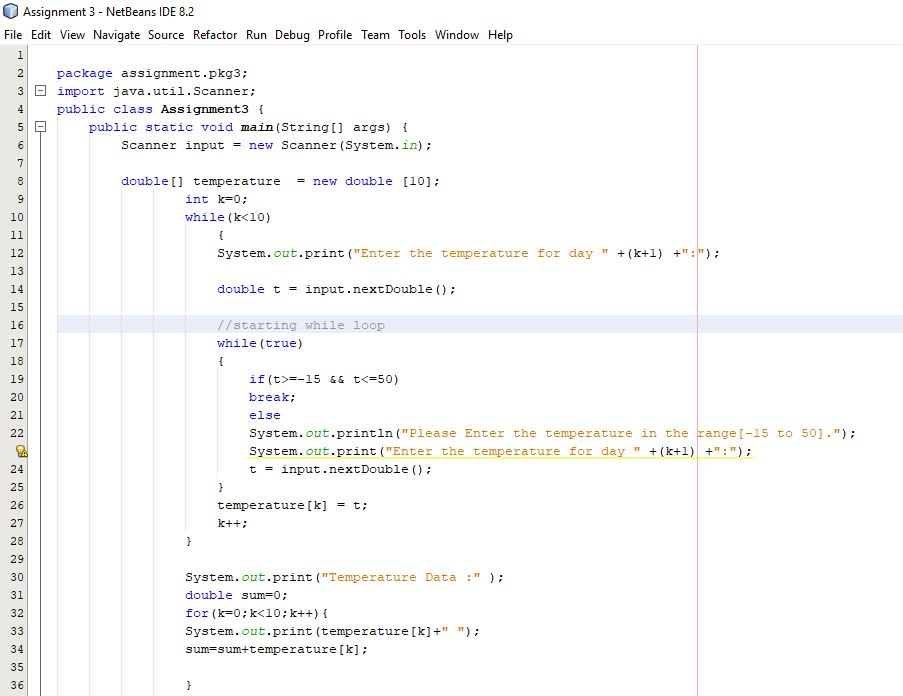 Assignment 3 - NetBeans IDE 8.2
File Edit View Navigate Source Refactor Run Debug Profile Team Tools Window Help
1
2 package assignment.pkg3;
3 import java.util.Scanner;
4 public class Assignment3 {
5 public static void main(String[] args) {
6 Scanner input = new Scanner(System.in);
7
8 double[] temperature  = new double [10];
9 int k=0;
10 while(k<10)
11 {
12 System.out.print("Enter the temperature for day " +(k+1) +":");
13
14 double t = input.nextDouble();
15
16 //starting while loop
17 while(true)
18 {
19 if(t>=-15 && t<=50)
20 break;
21 else
22 System.out.println("Please Enter the temperature in the range[-15 to 50].");
System.out.print("Enter the temperature for day " +(k+1) +":");
24 t = input.nextDouble();
25 }
26 temperature[k] = t;
27 k++;
28 }
29
30 System.out.print("Temperature Data :" );
31 double sum=0;
32 for(k=0;k<10;k++){
33 System.out.print(temperature[k]+" ");
34 sum=sum+temperature[k];
35
36 }